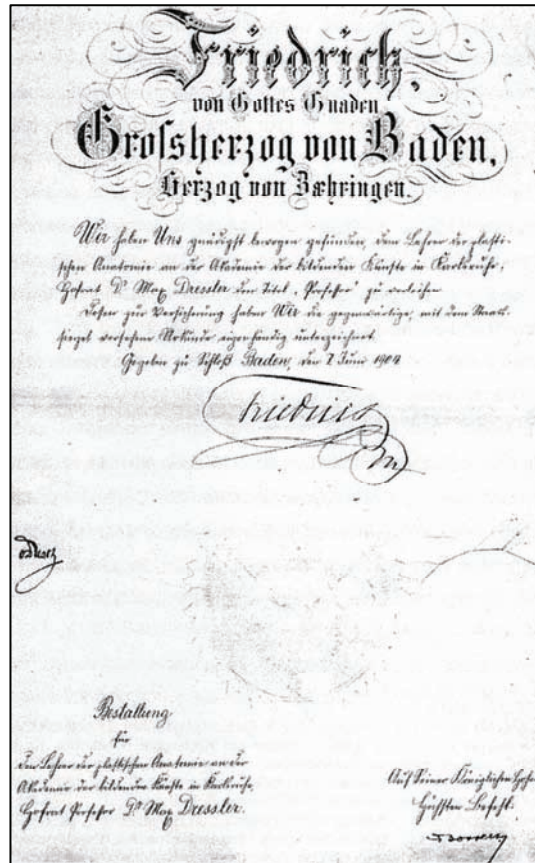 Friedrich,
von Gottes Gnaden
Großherzog von Baden,
Herzog von Zæhringen.
Wir haben Uns gnädigst bewogen gefunden, dem Lehrer der plasti-
schen Anatomie an der Akademie der bildenden Künste in Karlsruhe,
Hofrat Dr Max Dressler den Titel „Professor" zu verleihen
Dessen zur Versicherung haben Wir die gegenwärtige, mit dem Staats-
siegel versehene Urkunde eigenhändig unterzeichnet.
Gegeben zu Schloß Baden, den 2 Juni 1904
Friedrich
Bestallung
für
den Lehrer der plastischen Anatomie an der
Akademie der bildenden Künste in Karlsruhe,
Hofrat Professor Dr Max Dressler.
Auf Seiner Königlichen Hohei
Höchsten Befehl.